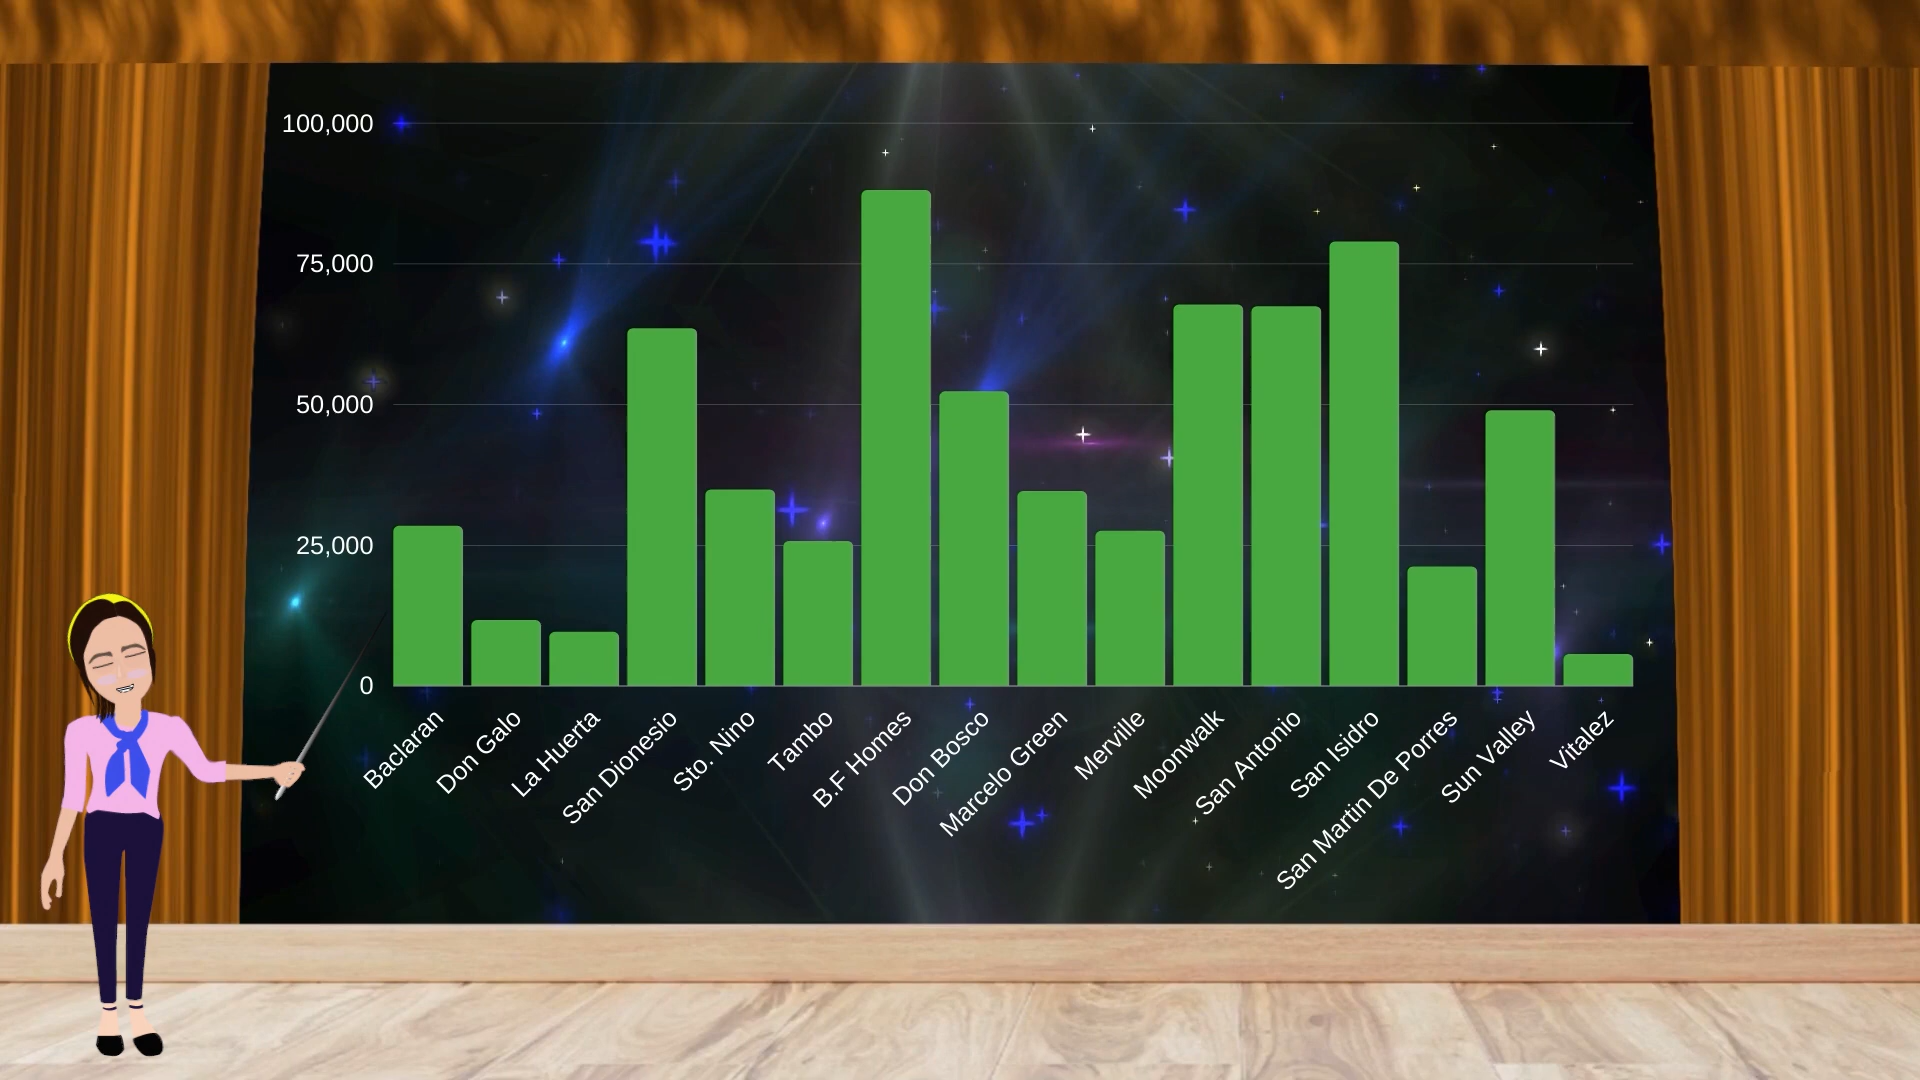 100,000
75,000
50,000
25,000
0
Baclaran
Don Galo
La Huerta
San Dionesio
Sto. Nino
Tambo
B.F Homes
Don Bosco
Marcelo Green
Merville
Moonwalk
San Antonio
San Isidro
San Martin De Porres
Sun Valley
Vitalez